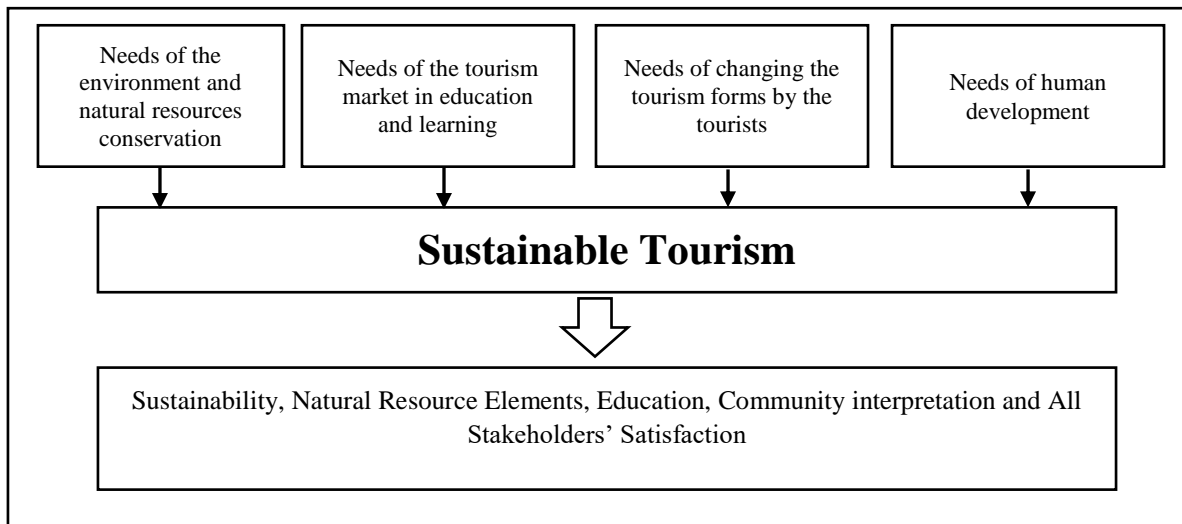 Needs of the
environment and
natural resources
conservation
Needs of the tourism
market in education
and learning
Needs of changing the
tourism forms by the
tourists
Needs of human
development
Sustainable Tourism
Sustainability, Natural Resource Elements, Education, Community interpretation and All
Stakeholders’ Satisfaction